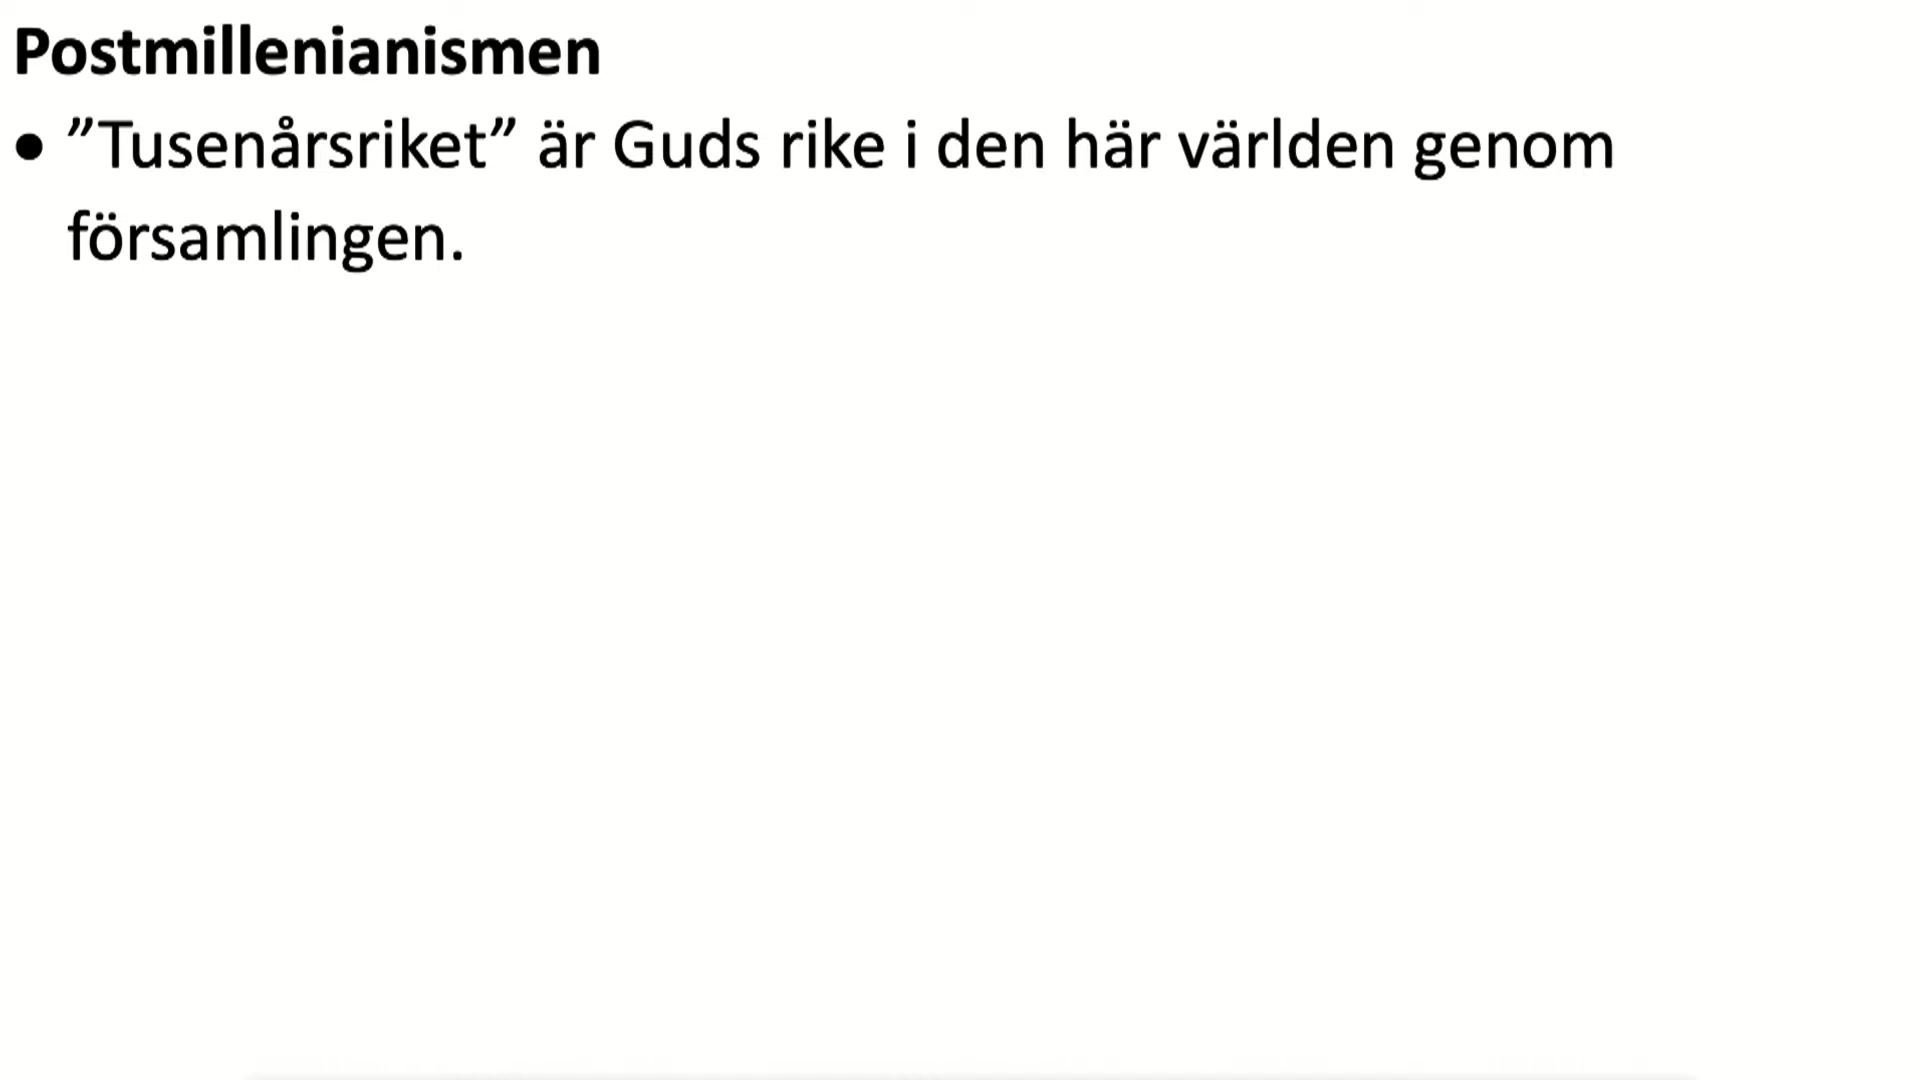 Postmillenianismen
• ”Tusenårsriket” är Guds rike i den här världen genom
församlingen.